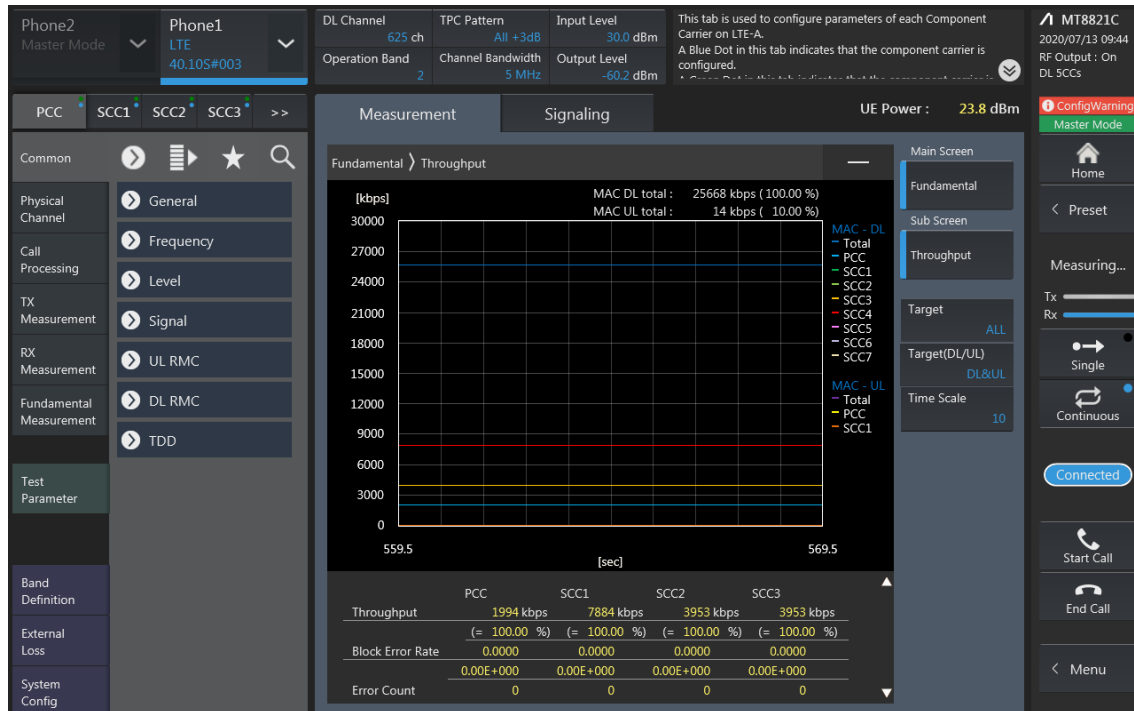 Phone2
Master Mode
Phone1
LTE
40.10S#003
DL Channel
625 ch
Operation Band
2
TPC Pattern
All +3dB
Channel Bandwidth
5 MHz
Input Level
30.0 dBm
Output Level
-60.2 dBm
This tab is used to configure parameters of each Component
Carrier on LTE-A.
A Blue Dot in this tab indicates that the component carrier is
configured.
MT8821C
2020/07/13 09:44
RF Output : On
DL 5CCs
PCC SCC1 SCC2 SCC3 >>
Measurement
Signaling
UE Power : 23.8 dBm
ConfigWarning
Master Mode
Common
Physical
Channel
Call
Processing
TX
Measurement
RX
Measurement
Fundamental
Measurement
Test
Parameter
Band
Definition
External
Loss
System
Config
General
Frequency
Level
Signal
UL RMC
DL RMC
TDD
Fundamental Throughput
[kbps]
MAC DL total : 25668 kbps (100.00 %)
MAC UL total : 14 kbps ( 10.00 %)
30000
27000
24000
21000
18000
15000
12000
9000
6000
3000
0
559.5
569.5
[sec]
MAC - DL
Total
PCC
SCC1
SCC2
SCC3
SCC4
SCC5
SCC6
SCC7
MAC - UL
Total
PCC
SCC1
PCC SCC1 SCC2 SCC3
Throughput 1994 kbps 7884 kbps 3953 kbps 3953 kbps
(= 100.00 %) (= 100.00 %) (= 100.00 %) (= 100.00 %)
Block Error Rate 0.0000 0.0000 0.0000 0.0000
0.00E+000 0.00E+000 0.00E+000 0.00E+000
Error Count 0 0 0 0
Main Screen
Fundamental
Sub Screen
Throughput
Target
ALL
Target(DL/UL)
DL&UL
Time Scale
10
Home
< Preset
Measuring...
Tx
Rx
Single
Continuous
Connected
Start Call
End Call
< Menu